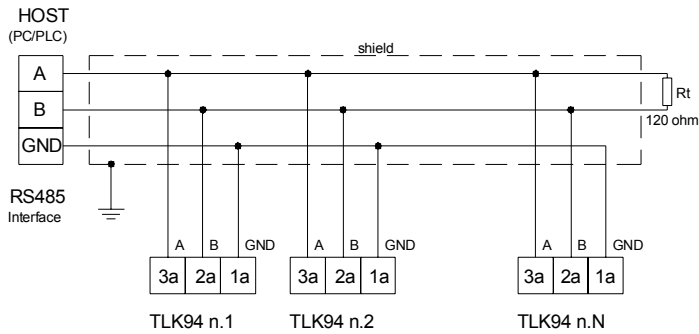 HOST
(PC/PLC)
shield
A
B
GND
Rt
120 ohm
RS485
Interface
A B GND
A B GND
A B GND
3a 2a 1a
3a 2a 1a
3a 2a 1a
TLK94 n.1
TLK94 n.2
TLK94 n.N